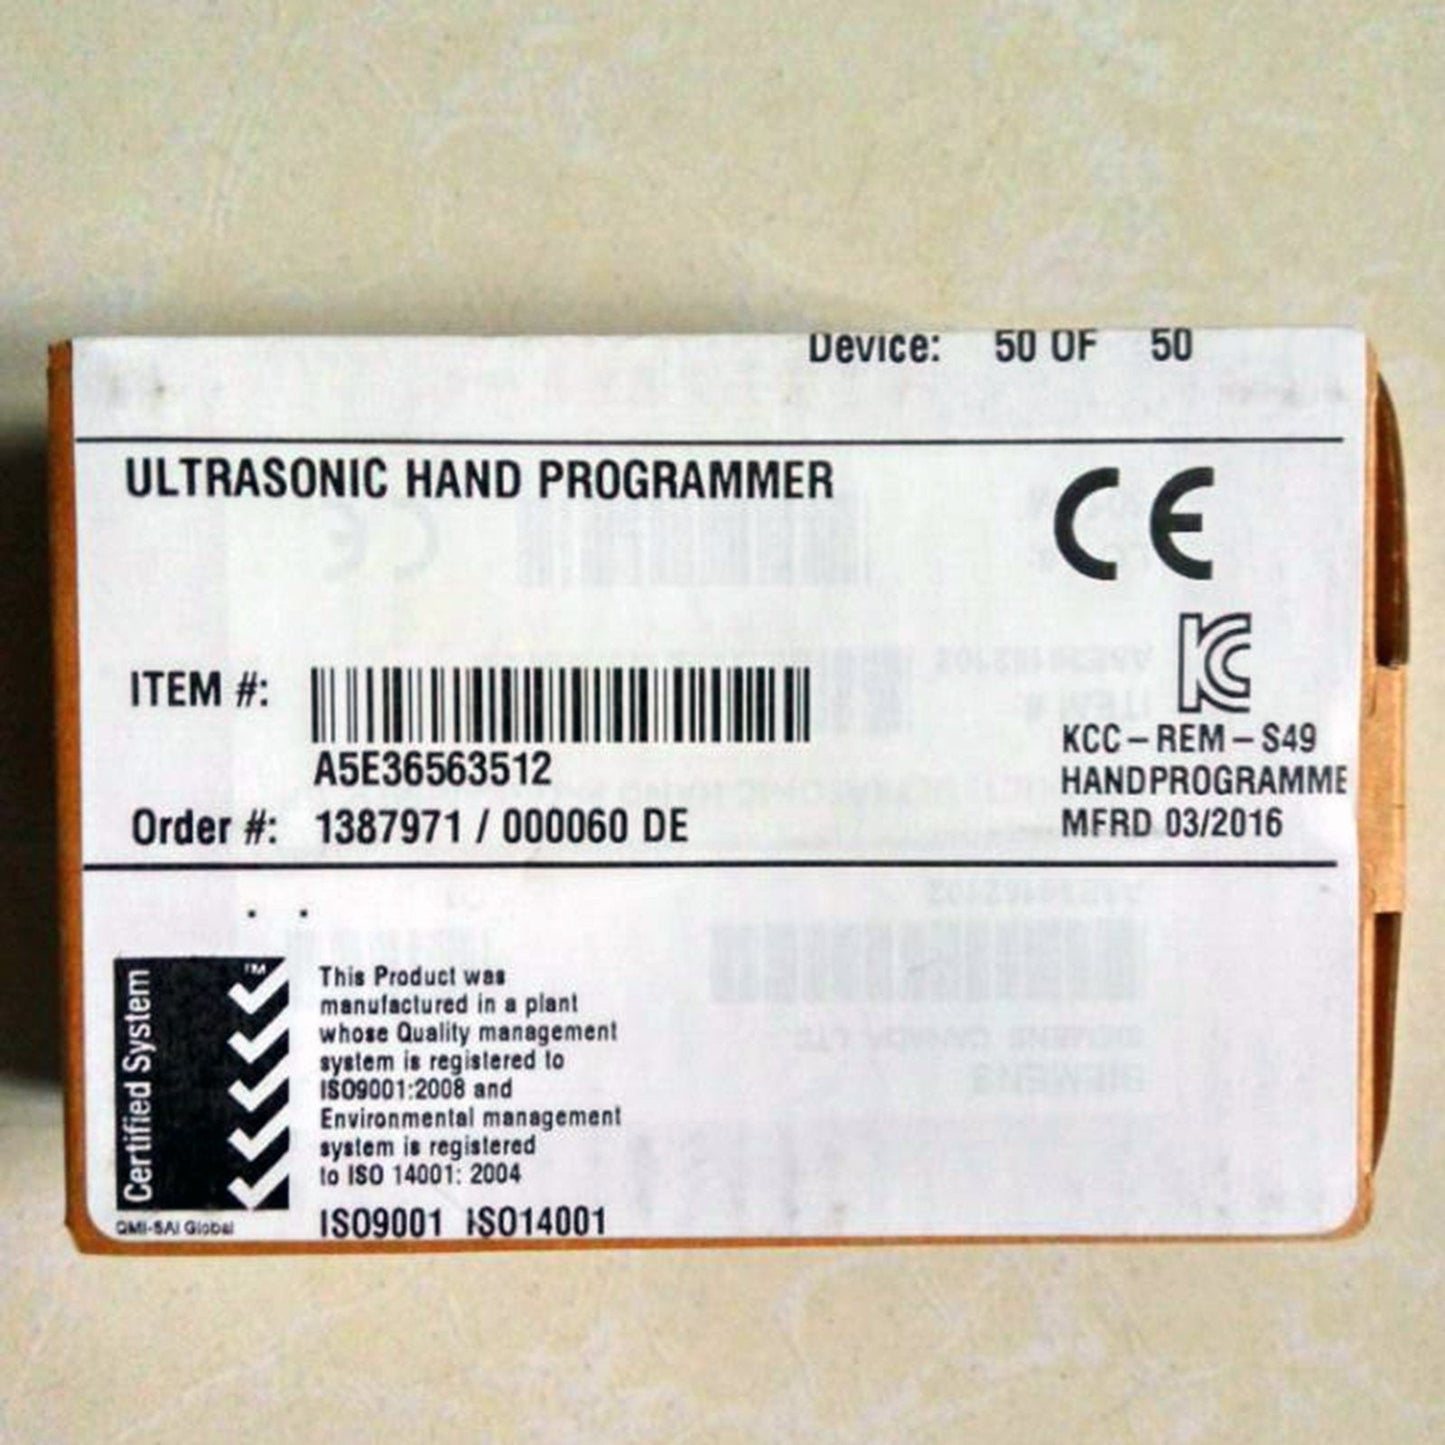 Device: 50 OF 50
ULTRASONIC HAND PROGRAMMER
CE
ITEM #:
A5E36563512
Order #: 1387971 / 000060 DE
KC
KCC-REM-S49
HANDPROGRAMME
MFRD 03/2016
Certified System
TM
QMI-SAI Global
This Product was
manufactured in a plant
whose Quality management
system is registered to
ISO9001:2008 and
Environmental management
system is registered
to ISO 14001: 2004
ISO9001 ISO14001